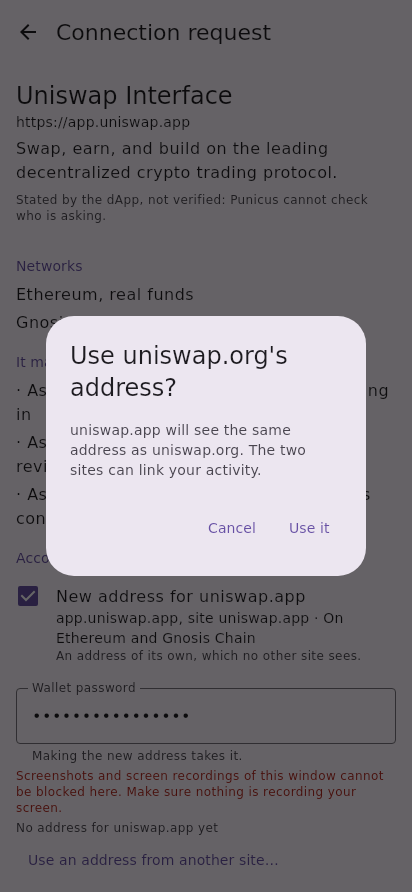 Connection request
Uniswap Interface
https://app.uniswap.app
Swap, earn, and build on the leading
decentralized crypto trading protocol.
Stated by the dApp, not verified: Punicus cannot check
who is asking.
Networks
Ethereum, real funds
Use uniswap.org's
address?
uniswap.app will see the same
address as uniswap.org. The two
sites can link your activity.
Cancel
Use it
in
New address for uniswap.app
app.uniswap.app, site uniswap.app · On
Ethereum and Gnosis Chain
An address of its own, which no other site sees.
Wallet password
••••••••••••••••
Making the new address takes it.
Screenshots and screen recordings of this window cannot
be blocked here. Make sure nothing is recording your
screen.
No address for uniswap.app yet
Use an address from another site...